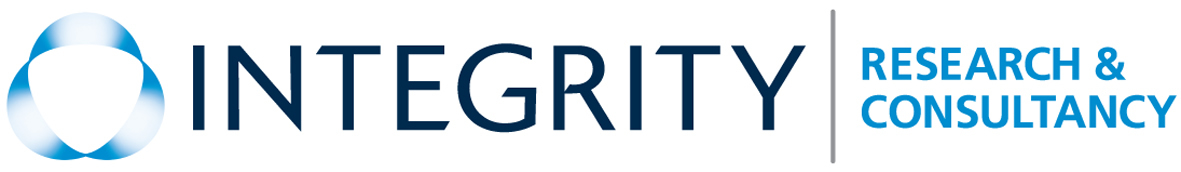 INTEGRITY
RESEARCH &
CONSULTANCY